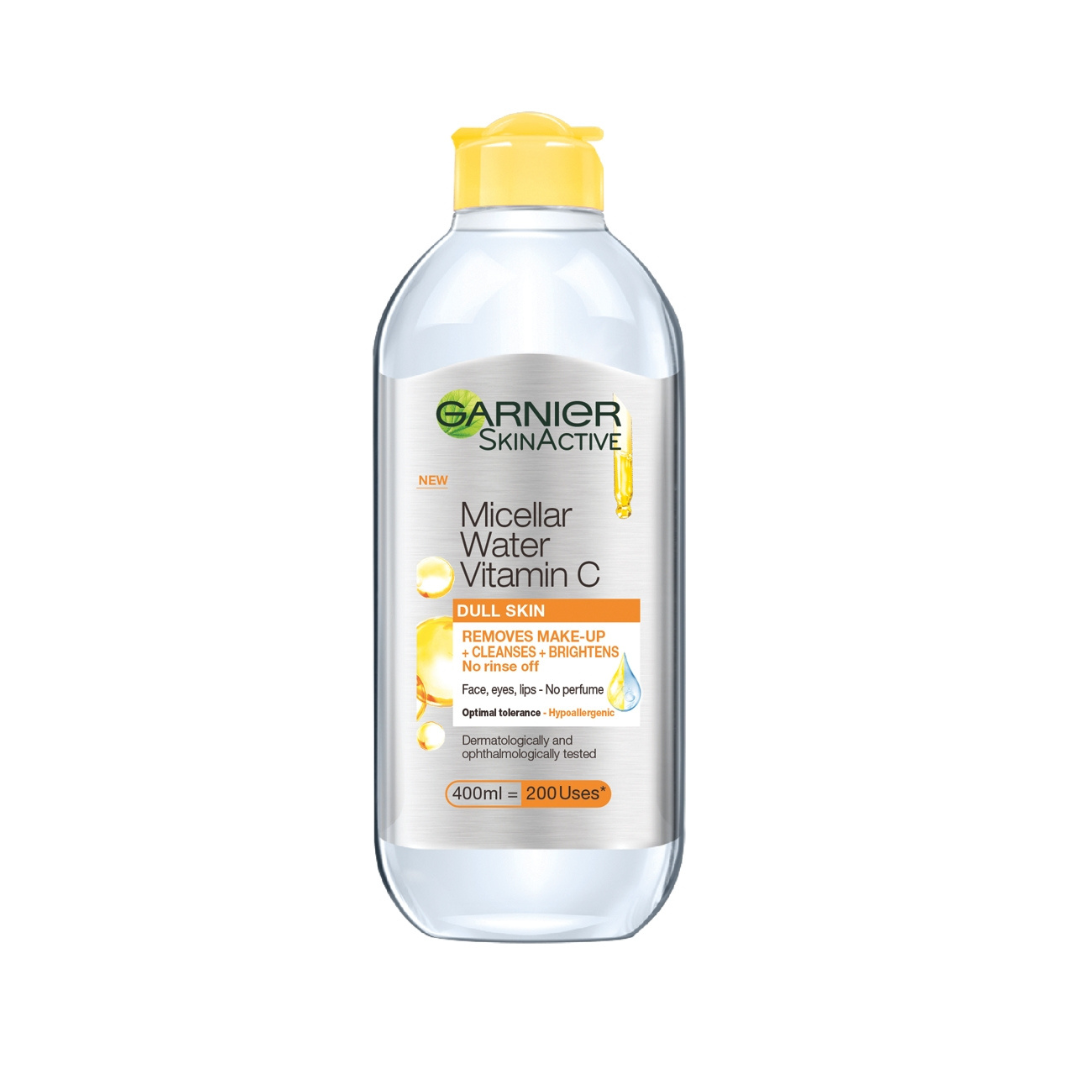 GARNIER
SKINACTIVE
NEW
Micellar
Water
Vitamin C
DULL SKIN
REMOVES MAKE-UP
+ CLEANSES + BRIGHTENS
No rinse off
Face, eyes, lips - No perfume
Optimal tolerance - Hypoallergenic
Dermatologically and
ophthalmologically tested
400ml = 200 Uses*